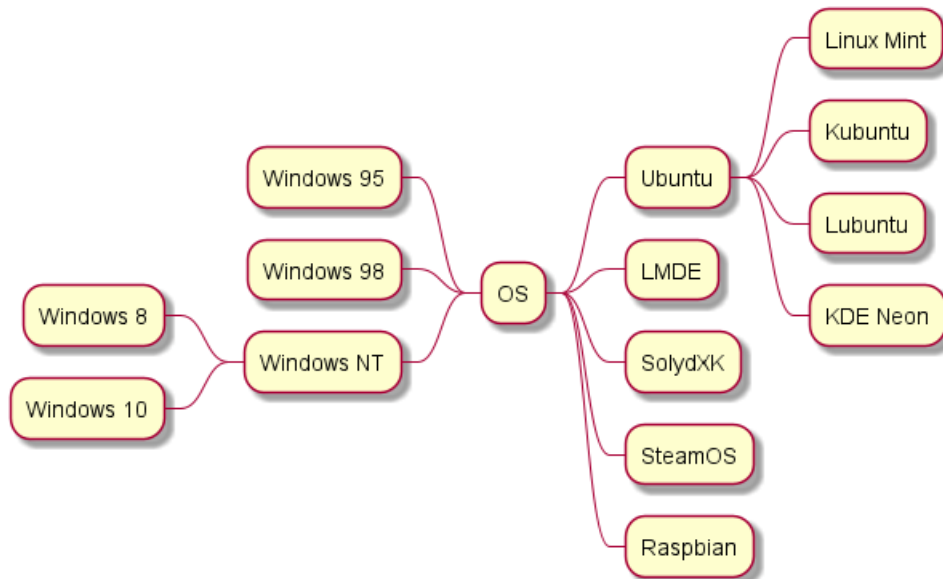 Linux Mint
Kubuntu
Windows 95
Ubuntu
Lubuntu
Windows 98
LMDE
OS
Windows 8
KDE Neon
Windows NT
SolydXK
Windows 10
SteamOS
Raspbian